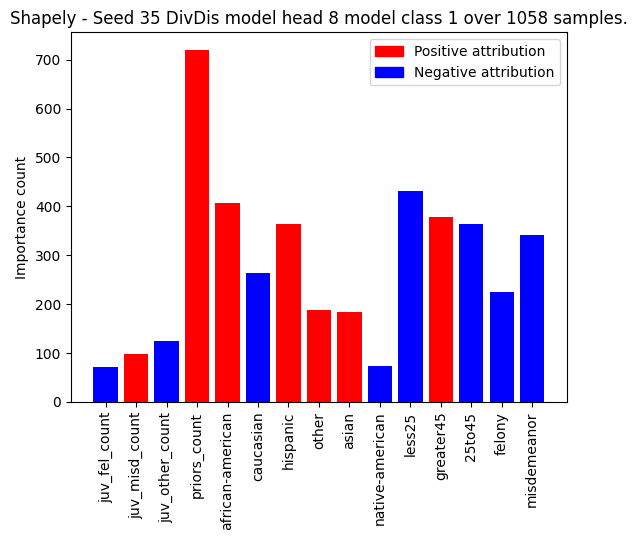 Shapely - Seed 35 DivDis model head 8 model class 1 over 1058 samples.
Positive attribution
Negative attribution
Importance count
700
600
500
400
300
200
100
0
juv_fel_count
juv_misd_count
juv_other_count
priors_count
african-american
caucasian
hispanic
other
asian
native-american
less25
greater45
25to45
felony
misdemeanor